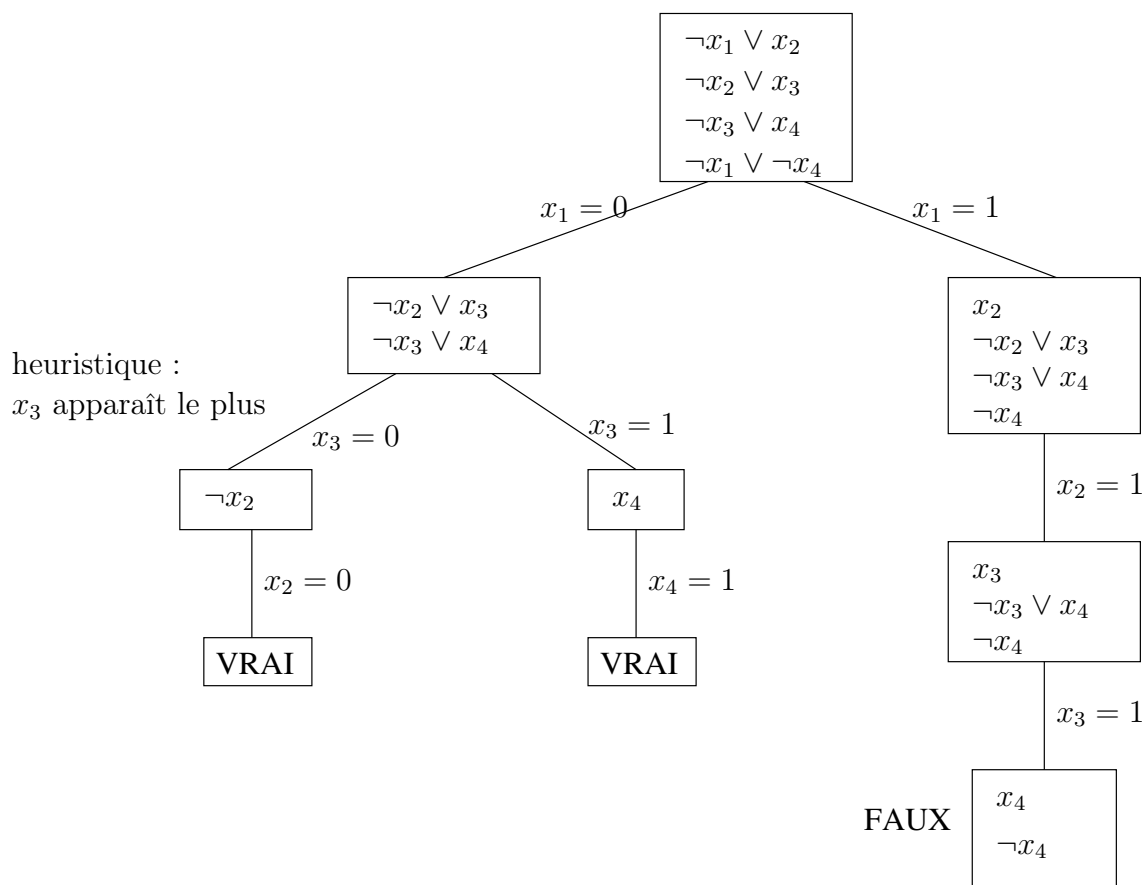 ¬x₁ ∨ x₂
¬x₂ ∨ x₃
¬x₃ ∨ x₄
¬x₁ ∨ ¬x₄
x₁ = 0
x₁ = 1
¬x₂ ∨ x₃
¬x₃ ∨ x₄
x₂
¬x₂ ∨ x₃
¬x₃ ∨ x₄
¬x₄
heuristique :
x₃ apparaît le plus
x₃ = 0
x₃ = 1
x₂ = 1
¬x₂
x₄
x₂ = 0
x₄ = 1
x₃
¬x₃ ∨ x₄
¬x₄
VRAI
VRAI
x₃ = 1
FAUX
x₄
¬x₄